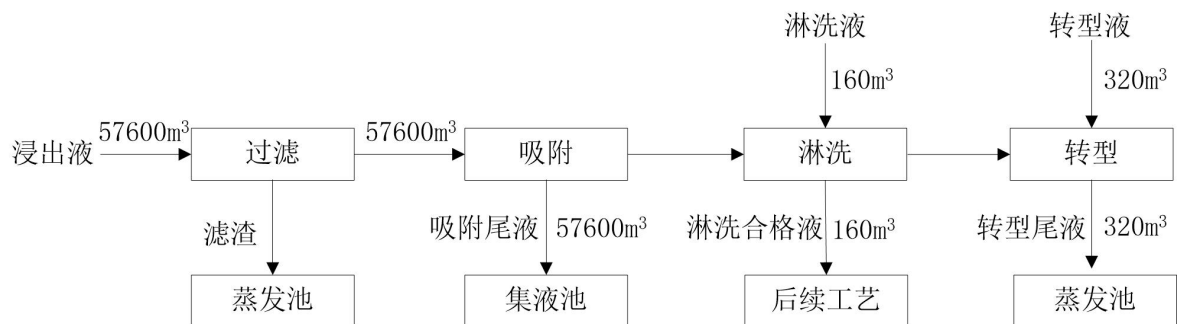 淋洗液
转型液
160m³
320m³
57600m³
57600m³
浸出液
过滤
吸附
淋洗
转型
滤渣
吸附尾液
57600m³
淋洗合格液
160m³
转型尾液
320m³
蒸发池
集液池
后续工艺
蒸发池